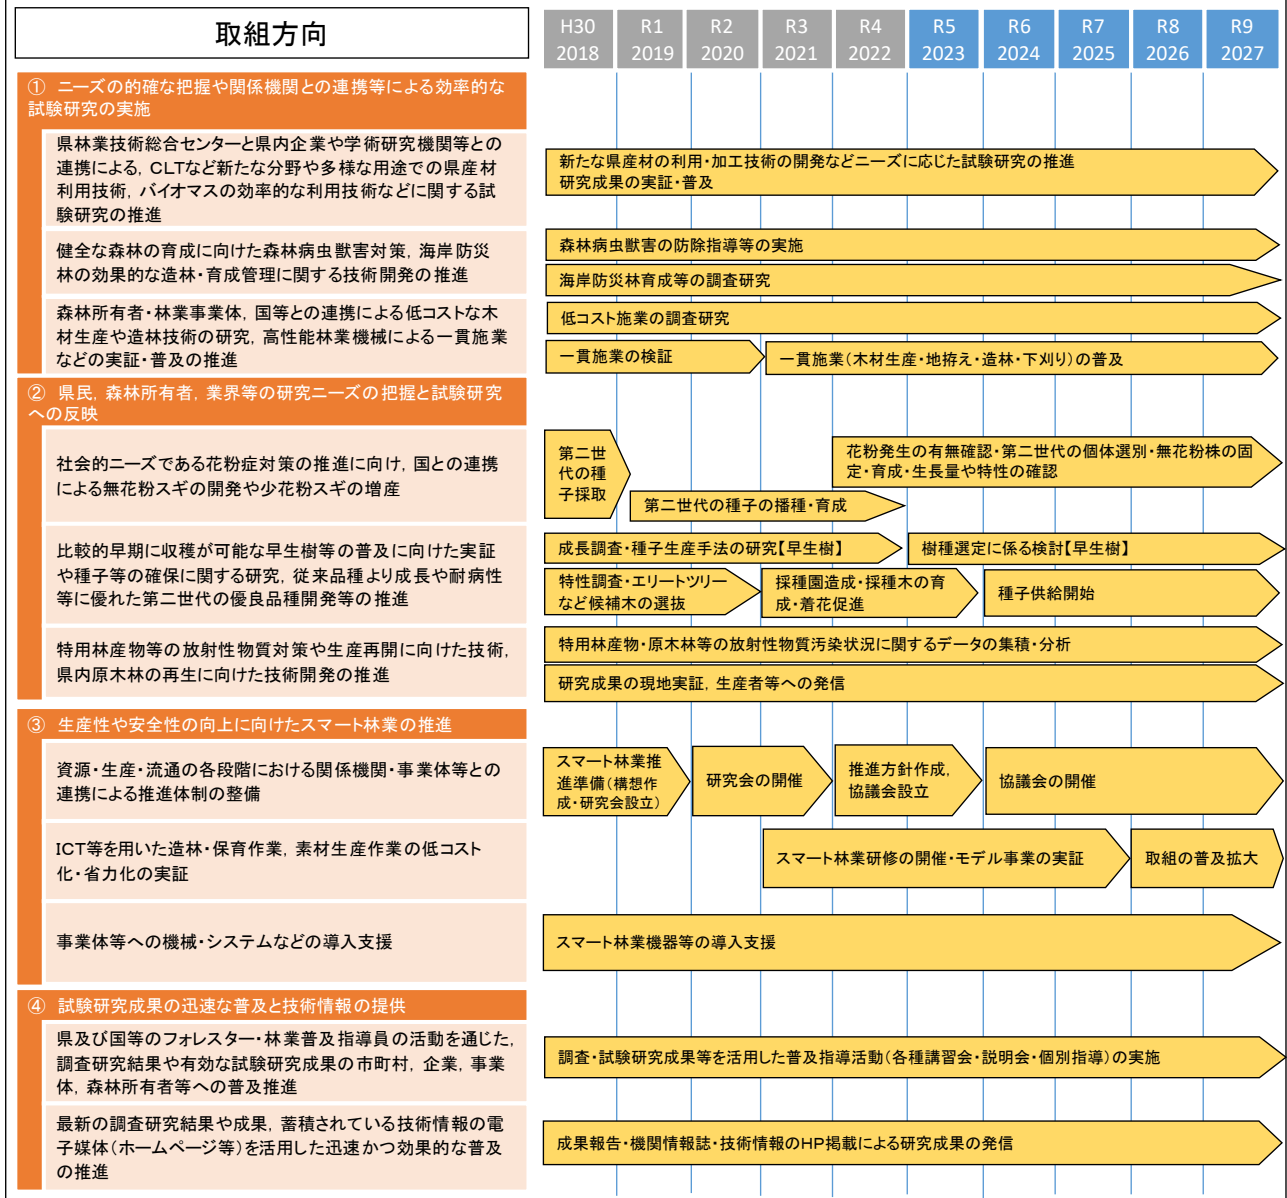 取組方向
H30 R1 R2 R3 R4 R5 R6 R7 R8 R9
2018 2019 2020 2021 2022 2023 2024 2025 2026 2027
① ニーズの的確な把握や関係機関との連携等による効率的な
試験研究の実施
県林業技術総合センターと県内企業や学術研究機関等との
連携による，CLTなど新たな分野や多様な用途での県産材
利用技術，バイオマスの効率的な利用技術などに関する試
験研究の推進
新たな県産材の利用・加工技術の開発などニーズに応じた試験研究の推進
研究成果の実証・普及
健全な森林の育成に向けた森林病虫獣害対策，海岸防災
林の効果的な造林・育成管理に関する技術開発の推進
森林病虫獣害の防除指導等の実施
海岸防災林育成等の調査研究
森林所有者・林業事業体，国等との連携による低コストな木
材生産や造林技術の研究，高性能林業機械による一貫施業
などの実証・普及の推進
低コスト施業の調査研究
一貫施業の検証
一貫施業（木材生産・地拵え・造林・下刈り）の普及
② 県民，森林所有者，業界等の研究ニーズの把握と試験研究
への反映
社会的ニーズである花粉症対策の推進に向け，国との連携
による無花粉スギの開発や少花粉スギの増産
第二世
代の種
子採取
第二世代の種子の播種・育成
花粉発生の有無確認・第二世代の個体選別・無花粉株の固
定・育成・生長量や特性の確認
比較的早期に収穫が可能な早生樹等の普及に向けた実証
や種子等の確保に関する研究，従来品種より成長や耐病性
等に優れた第二世代の優良品種開発等の推進
成長調査・種子生産手法の研究【早生樹】
樹種選定に係る検討【早生樹】
特性調査・エリートツリー
など候補木の選抜
採種園造成・採種木の育
成・着花促進
種子供給開始
特用林産物等の放射性物質対策や生産再開に向けた技術，
県内原木林の再生に向けた技術開発の推進
特用林産物・原木林等の放射性物質汚染状況に関するデータの集積・分析
研究成果の現地実証，生産者等への発信
③ 生産性や安全性の向上に向けたスマート林業の推進
資源・生産・流通の各段階における関係機関・事業体等との
連携による推進体制の整備
スマート林業推
進準備（構想作
成・研究会設立）
研究会の開催
推進方針作成，
協議会設立
協議会の開催
ICT等を用いた造林・保育作業，素材生産作業の低コスト
化・省力化の実証
スマート林業研修の開催・モデル事業の実証
取組の普及拡大
事業体等への機械・システムなどの導入支援
スマート林業機器等の導入支援
④ 試験研究成果の迅速な普及と技術情報の提供
県及び国等のフォレスター・林業普及指導員の活動を通じた，
調査研究結果や有効な試験研究成果の市町村，企業，事業
体，森林所有者等への普及推進
調査・試験研究成果等を活用した普及指導活動（各種講習会・説明会・個別指導）の実施
最新の調査研究結果や成果，蓄積されている技術情報の電
子媒体（ホームページ等）を活用した迅速かつ効果的な普及
の推進
成果報告・機関情報誌・技術情報のHP掲載による研究成果の発信